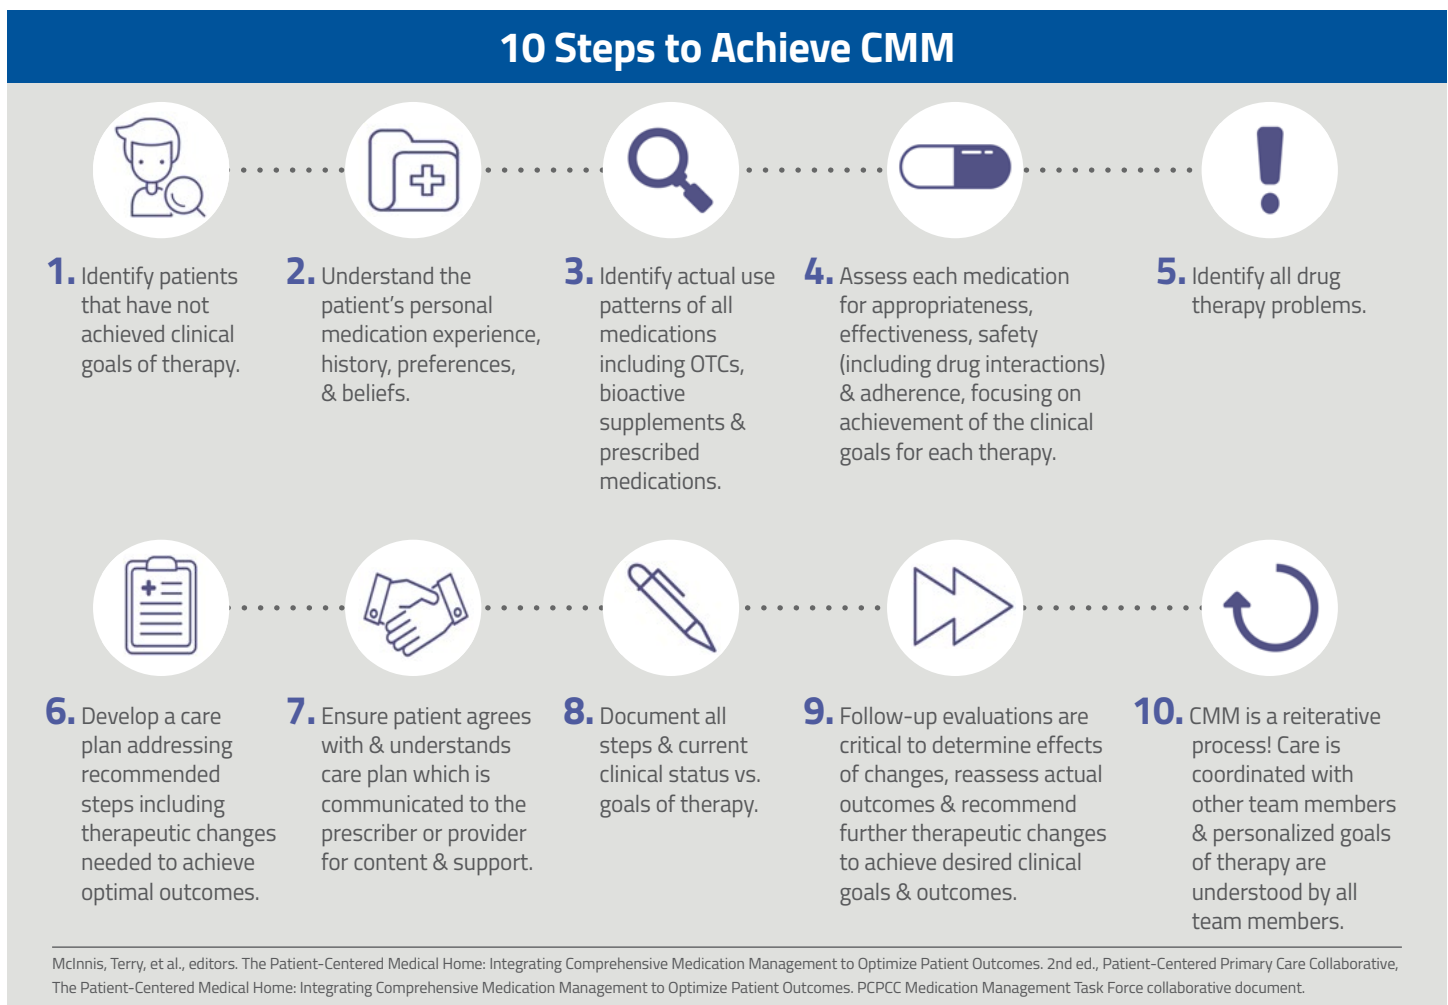 10 Steps to Achieve CMM
1. Identify patients
that have not
achieved clinical
goals of therapy.
2. Understand the
patient's personal
medication experience,
history, preferences,
& beliefs.
3. Identify actual use
patterns of all
medications
including OTCs,
bioactive
supplements &
prescribed
medications.
4. Assess each medication
for appropriateness,
effectiveness, safety
(including drug interactions)
& adherence, focusing on
achievement of the clinical
goals for each therapy.
5. Identify all drug
therapy problems.
6. Develop a care
plan addressing
recommended
steps including
therapeutic changes
needed to achieve
optimal outcomes.
7. Ensure patient agrees
with & understands
care plan which is
communicated to the
prescriber or provider
for content & support.
8. Document all
steps & current
clinical status vs.
goals of therapy.
9. Follow-up evaluations are
critical to determine effects
of changes, reassess actual
outcomes & recommend
further therapeutic changes
to achieve desired clinical
goals & outcomes.
10. CMM is a reiterative
process! Care is
coordinated with
other team members
& personalized goals
of therapy are
understood by all
team members.
McInnis, Terry, et al., editors. The Patient-Centered Medical Home: Integrating Comprehensive Medication Management to Optimize Patient Outcomes. 2nd ed., Patient-Centered Primary Care Collaborative,
The Patient-Centered Medical Home: Integrating Comprehensive Medication Management to Optimize Patient Outcomes. PCPCC Medication Management Task Force collaborative document.